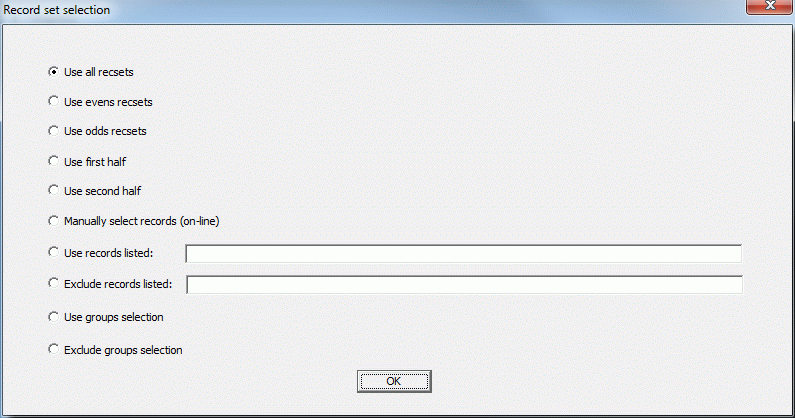 Record set selection
Use all recsets
Use evens recsets
Use odds recsets
Use first half
Use second half
Manually select records (on-line)
Use records listed:
Exclude records listed:
Use groups selection
Exclude groups selection
OK